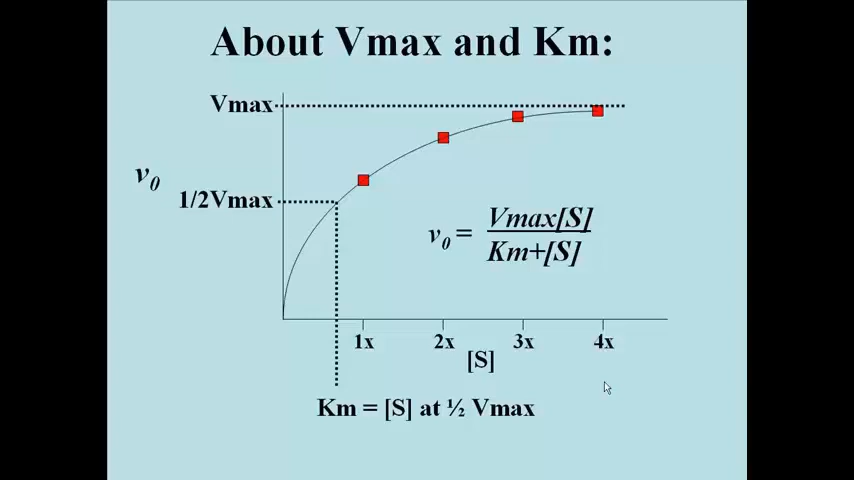 About Vmax and Km:
Vmax
v0
1/2Vmax
v0 = Vmax[S]
Km+[S]
1x 2x 3x 4x
[S]
Km = [S] at ½ Vmax